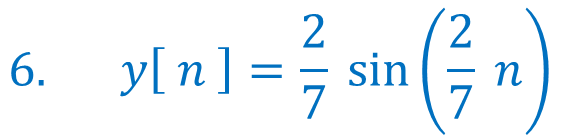 6. y[ n ] = 2/7 sin(2/7 n)